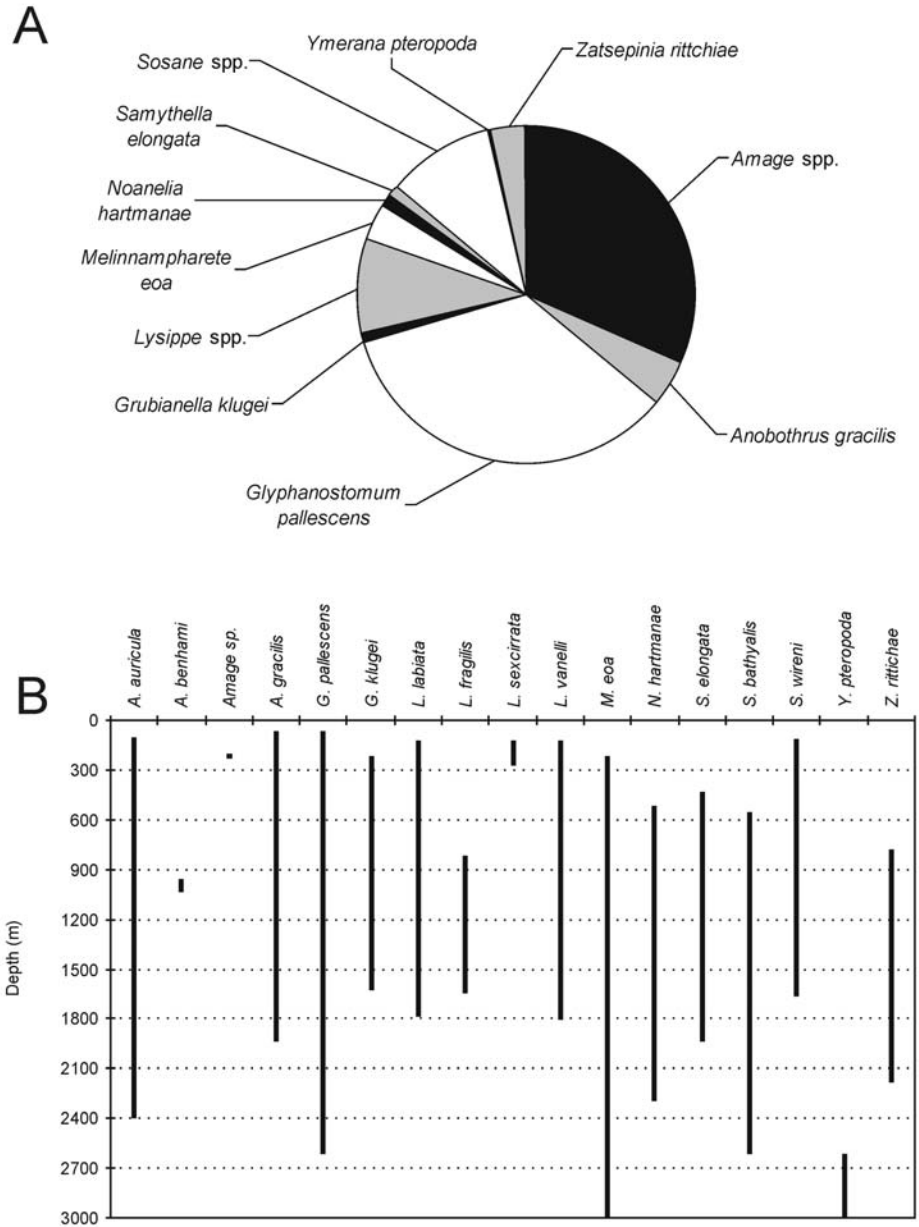 A
Ymerana pteropoda
Zatsepinia rittchiae
Sosane spp.
Samythella
elongata
Amage spp.
Noanelia
hartmanae
Melinnampharete
eoa
Lysippe spp.
Grubianella klugei
Anobothrus gracilis
Glyphanostomum
pallescens
B
A. auricula
A. benhami
Amage sp.
A. gracilis
G. pallescens
G. klugei
L. labiata
L. fragilis
L. sexcirrata
L. vanelli
M. eoa
N. hartmanae
S. elongata
S. bathyalis
S. wireni
Y. pteropoda
Z. rittichae
Depth (m)
0
300
600
900
1200
1500
1800
2100
2400
2700
3000